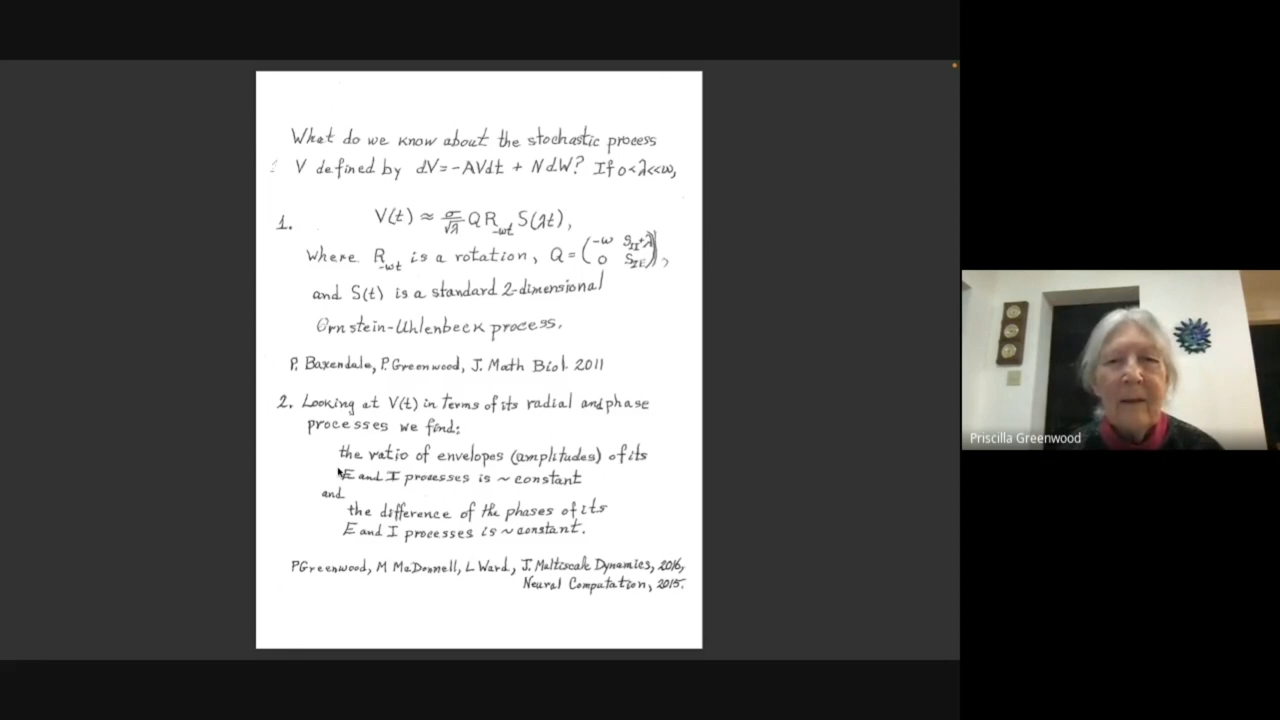 What do we know about the stochastic process
V defined by dV = -AVdt + NdW? If 0<λ<<ω,
1. V(t) ≈ σ/√λ Q R_-ωt S(λt),
where R_-ωt is a rotation, Q = (-ω S_II+λ
0 S_IE),
and S(t) is a standard 2-dimensional
Ornstein-Uhlenbeck process.
P. Baxendale, P. Greenwood, J. Math Biol. 2011
2. Looking at V(t) in terms of its radial and phase
processes we find:
the ratio of envelopes (amplitudes) of its
E and I processes is ~ constant
and
the difference of the phases of its
E and I processes is ~ constant.
P Greenwood, M McDonnell, L Ward, J. Multiscale Dynamics, 2016,
Neural Computation, 2015.
Priscilla Greenwood